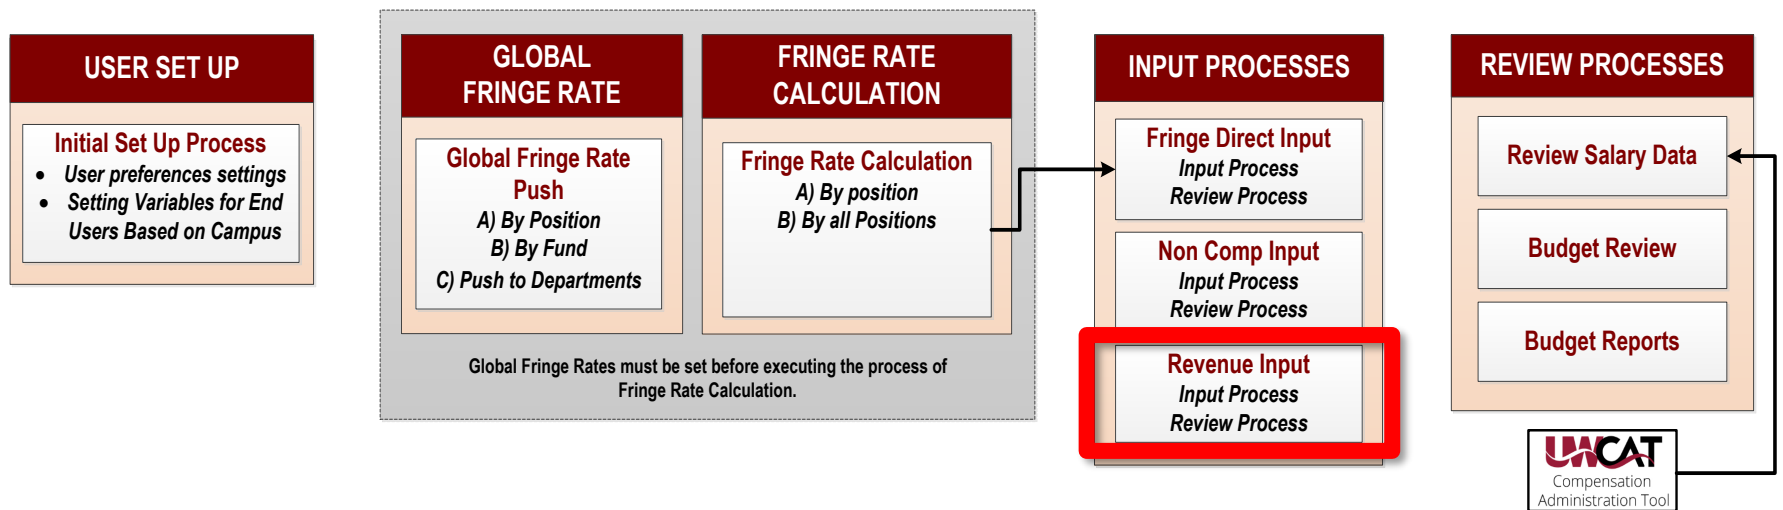 USER SET UP
Initial Set Up Process
• User preferences settings
• Setting Variables for End
Users Based on Campus
GLOBAL
FRINGE RATE
Global Fringe Rate
Push
A) By Position
B) By Fund
C) Push to Departments
FRINGE RATE
CALCULATION
Fringe Rate Calculation
A) By position
B) By all Positions
Global Fringe Rates must be set before executing the process of
Fringe Rate Calculation.
INPUT PROCESSES
Fringe Direct Input
Input Process
Review Process
Non Comp Input
Input Process
Review Process
Revenue Input
Input Process
Review Process
REVIEW PROCESSES
Review Salary Data
Budget Review
Budget Reports
UWCAT
Compensation
Administration Tool